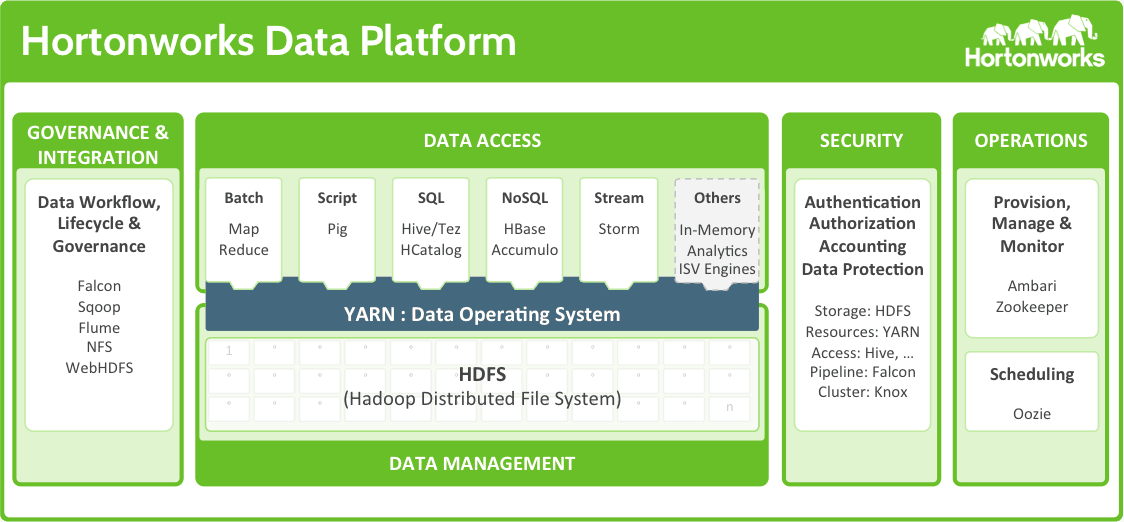 Hortonworks Data Platform
Hortonworks
GOVERNANCE &
INTEGRATION
Data Workflow,
Lifecycle &
Governance
Falcon
Sqoop
Flume
NFS
WebHDFS
DATA ACCESS
Batch
Map
Reduce
Script
Pig
SQL
Hive/Tez
HCatalog
NoSQL
HBase
Accumulo
Stream
Storm
Others
In-Memory
Analytics
ISV Engines
YARN : Data Operating System
1 ° ° ° ° ° ° ° ° ° ° °
HDFS
(Hadoop Distributed File System)
° ° ° ° ° ° ° ° ° ° ° °
° ° ° ° ° ° ° ° ° ° ° n
DATA MANAGEMENT
SECURITY
Authentication
Authorization
Accounting
Data Protection
Storage: HDFS
Resources: YARN
Access: Hive, …
Pipeline: Falcon
Cluster: Knox
OPERATIONS
Provision,
Manage &
Monitor
Ambari
Zookeeper
Scheduling
Oozie